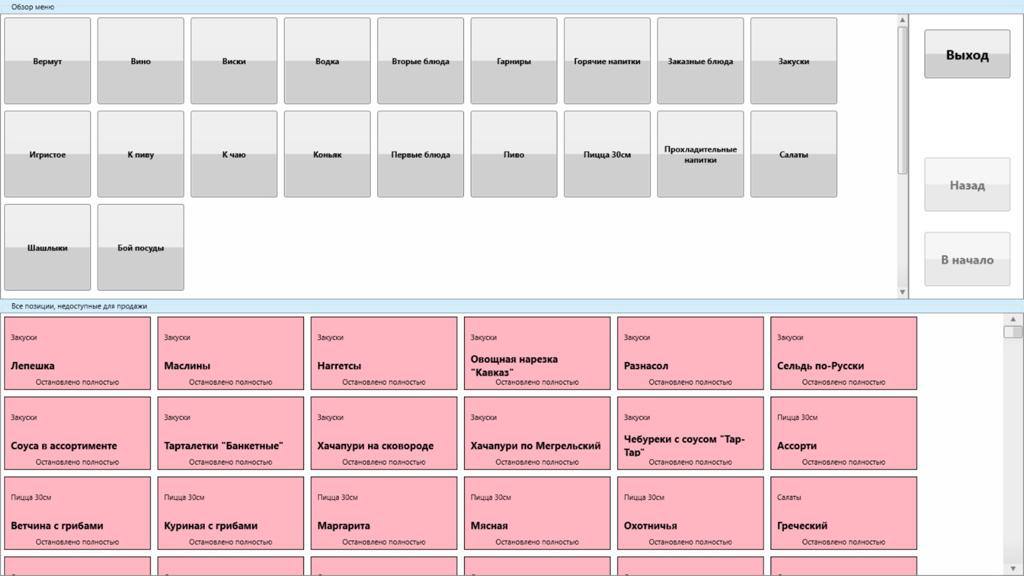 Обзор меню
Вермут
Вино
Виски
Водка
Вторые блюда
Гарниры
Горячие напитки
Заказные блюда
Закуски
Выход
Игристое
К пиву
К чаю
Коньяк
Первые блюда
Пиво
Пицца 30см
Прохладительные
напитки
Салаты
Назад
Шашлыки
Бой посуды
В начало
Все позиции, недоступные для продажи
Закуски
Лепешка
Остановлено полностью
Закуски
Маслины
Остановлено полностью
Закуски
Наггетсы
Остановлено полностью
Закуски
Овощная нарезка
"Кавказ"
Остановлено полностью
Закуски
Разнасол
Остановлено полностью
Закуски
Сельдь по-Русски
Остановлено полностью
Закуски
Соуса в ассортименте
Остановлено полностью
Закуски
Тарталетки "Банкетные"
Остановлено полностью
Закуски
Хачапури на сковороде
Остановлено полностью
Закуски
Хачапури по Мегрельский
Остановлено полностью
Закуски
Чебуреки с соусом "Тар-
Тар"
Остановлено полностью
Пицца 30см
Ассорти
Остановлено полностью
Пицца 30см
Ветчина с грибами
Остановлено полностью
Пицца 30см
Куриная с грибами
Остановлено полностью
Пицца 30см
Маргарита
Остановлено полностью
Пицца 30см
Мясная
Остановлено полностью
Пицца 30см
Охотничья
Остановлено полностью
Салаты
Греческий
Остановлено полностью